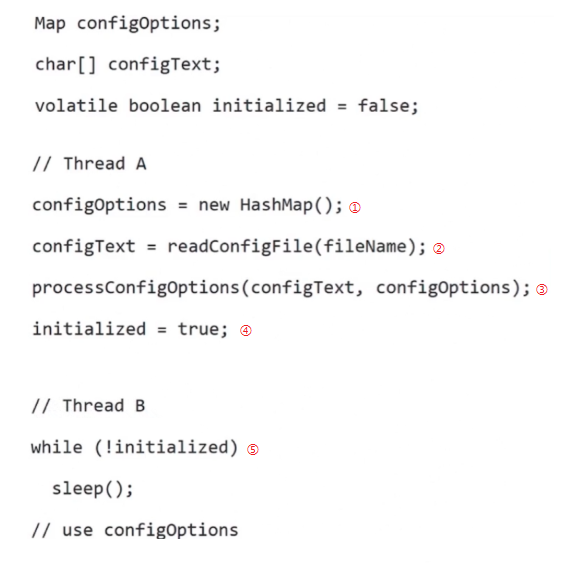 Map configOptions;
char[] configText;
volatile boolean initialized = false;
// Thread A
configOptions = new HashMap(); ①
configText = readConfigFile(fileName); ②
processConfigOptions(configText, configOptions); ③
initialized = true; ④
// Thread B
while (!initialized) ⑤
sleep();
// use configOptions